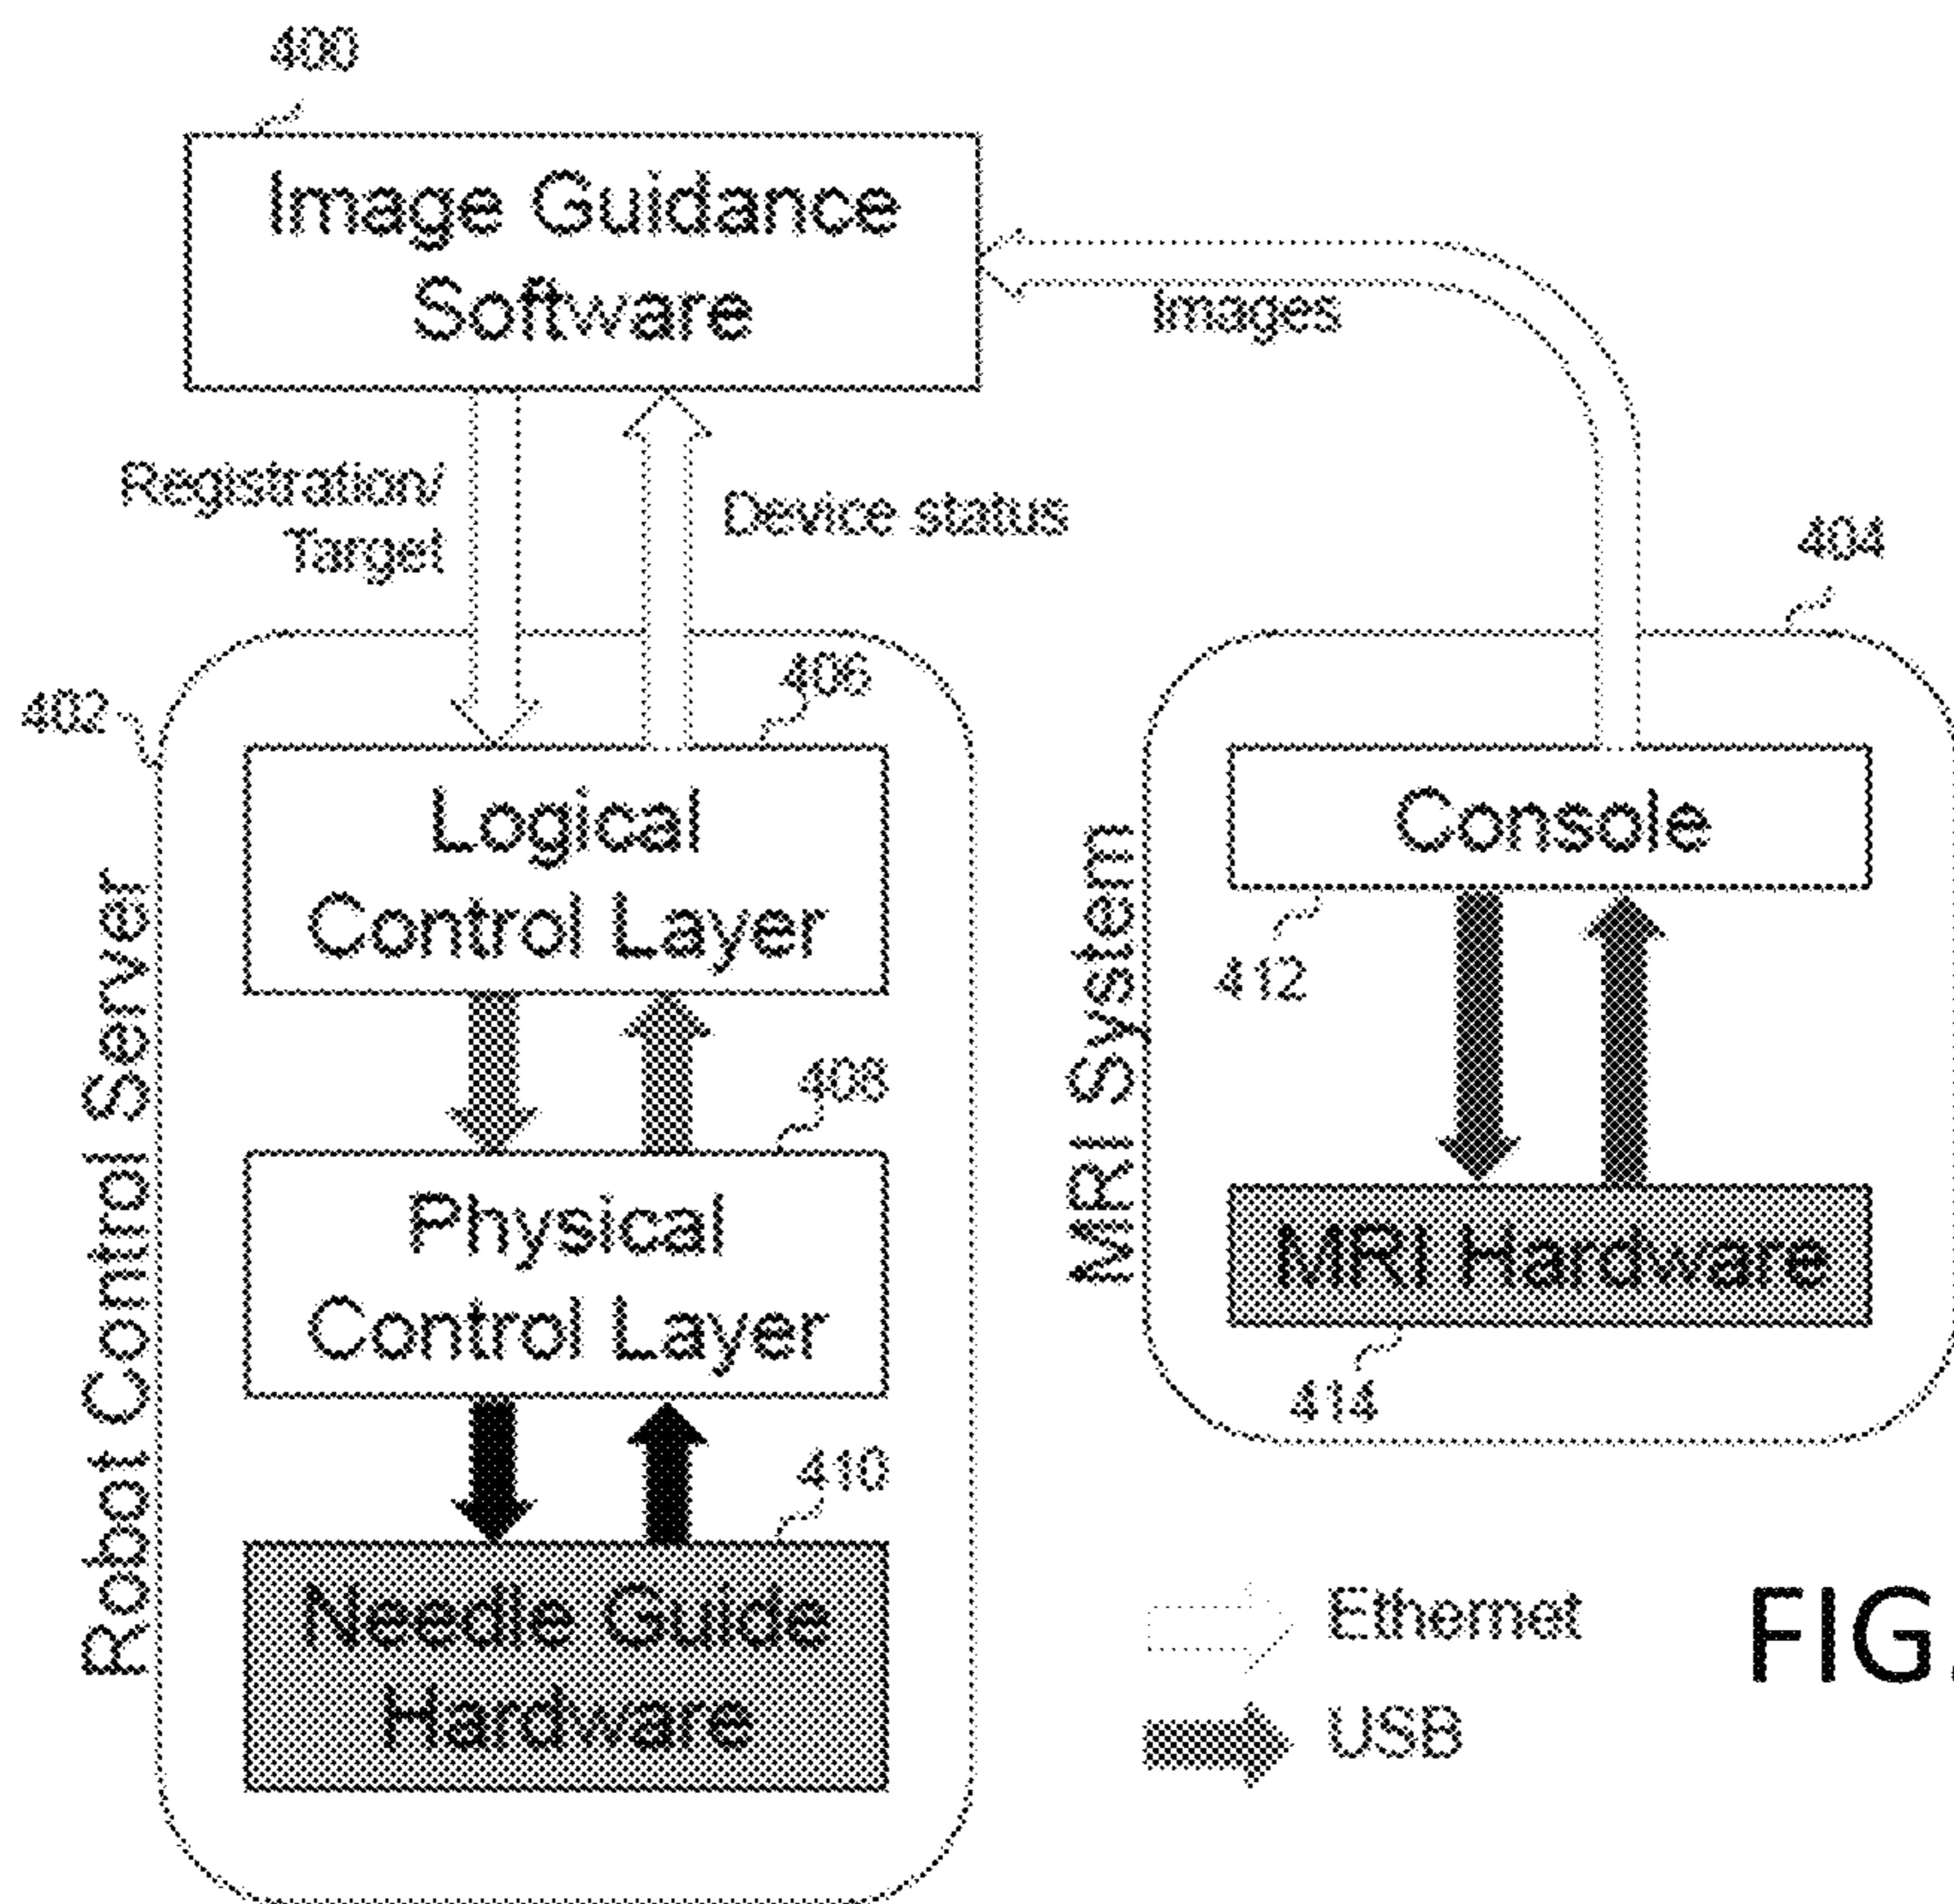 400
Image Guidance
Software
Images
Registration/
Target
Device status
404
402
406
Logical
Control Layer
Console
412
408
Physical
Control Layer
MRI Hardware
414
410
Needle Guide
Hardware
Robot Control Server
MRI System
Ethernet
USB
FIG.